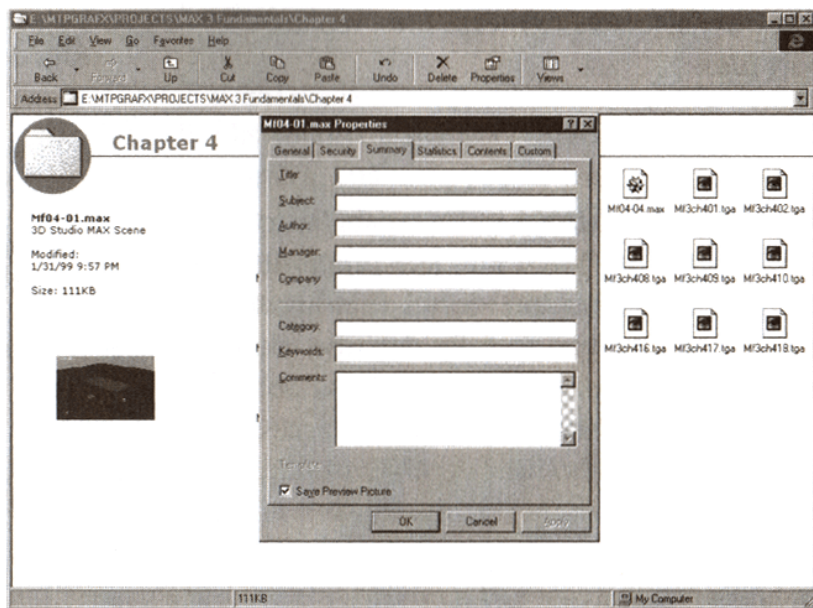 E:\MTPGRAFX\PROJECTS\MAX 3 Fundamentals\Chapter 4
File Edit View Go Favorites Help
Back Forward Up Cut Copy Paste Undo Delete Properties Views
Address E:\MTPGRAFX\PROJECTS\MAX 3 Fundamentals\Chapter 4
Chapter 4
Mf04-01.max
3D Studio MAX Scene
Modified:
1/31/99 9:57 PM
Size: 111KB
Mf04-01.max Properties
General Security Summary Statistics Contents Custom
Title:
Subject:
Author:
Manager:
Company:
Category:
Keywords:
Comments:
Template:
Save Preview Picture
OK Cancel Apply
Mf04-04.max Mf3ch401.tga Mf3ch402.tga
Mf3ch408.tga Mf3ch409.tga Mf3ch410.tga
Mf3ch416.tga Mf3ch417.tga Mf3ch418.tga
111KB My Computer